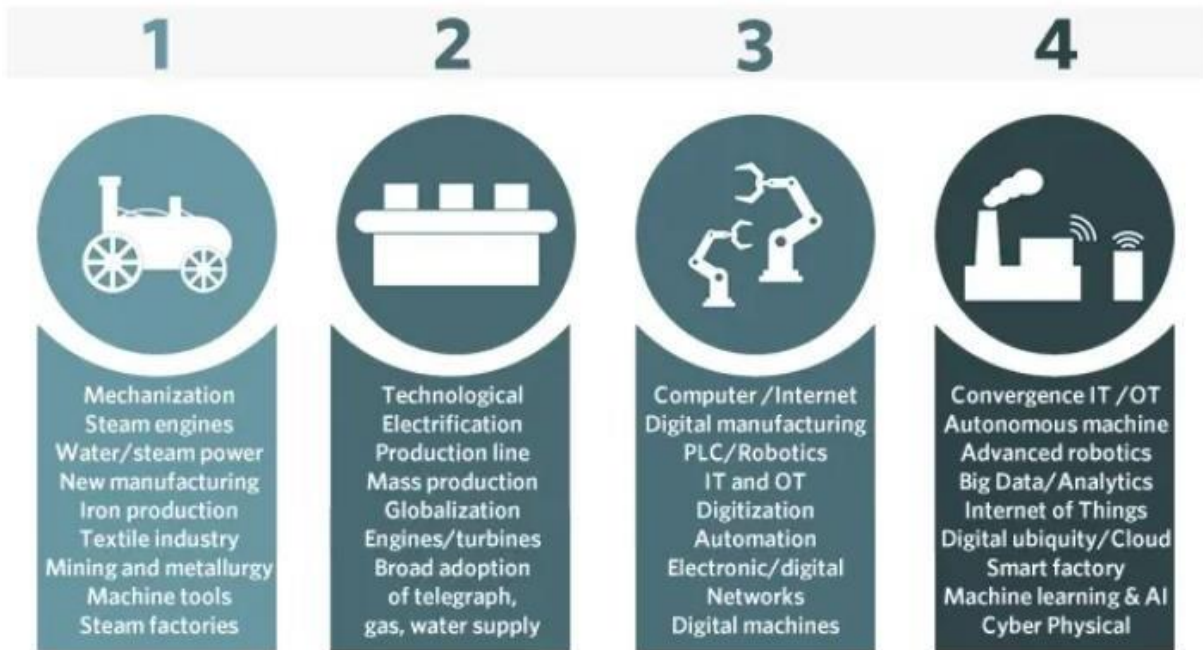 1
2
3
4
Mechanization
Steam engines
Water/steam power
New manufacturing
Iron production
Textile industry
Mining and metallurgy
Machine tools
Steam factories
Technological
Electrification
Production line
Mass production
Globalization
Engines/turbines
Broad adoption
of telegraph,
gas, water supply
Computer /Internet
Digital manufacturing
PLC/Robotics
IT and OT
Digitization
Automation
Electronic/digital
Networks
Digital machines
Convergence IT /OT
Autonomous machine
Advanced robotics
Big Data/Analytics
Internet of Things
Digital ubiquity/Cloud
Smart factory
Machine learning & AI
Cyber Physical